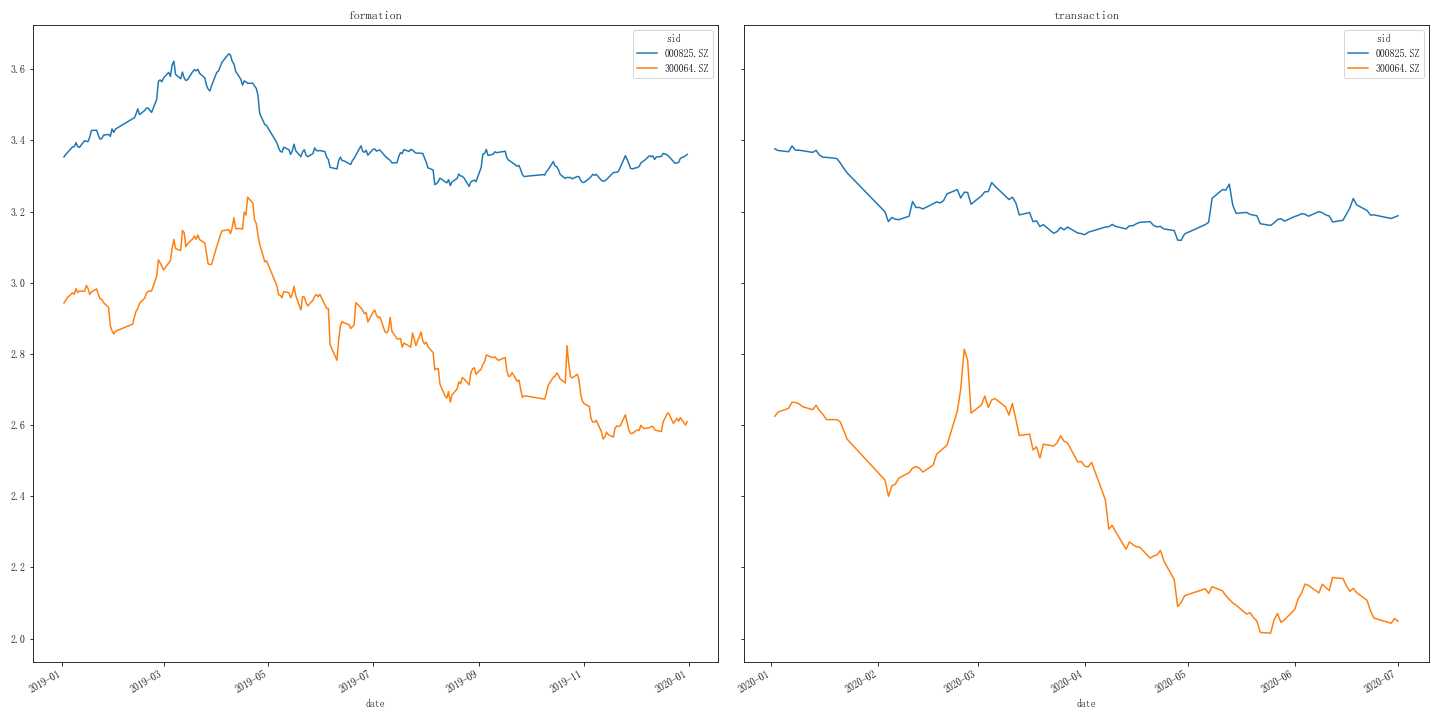 formation
sid
000825.SZ
300064.SZ
3.6
3.4
3.2
3.0
2.8
2.6
2.4
2.2
2.0
2019-01
2019-03
2019-05
2019-07
2019-09
2019-11
2020-01
date
transaction
sid
000825.SZ
300064.SZ
2020-01
2020-02
2020-03
2020-04
2020-05
2020-06
2020-07
date